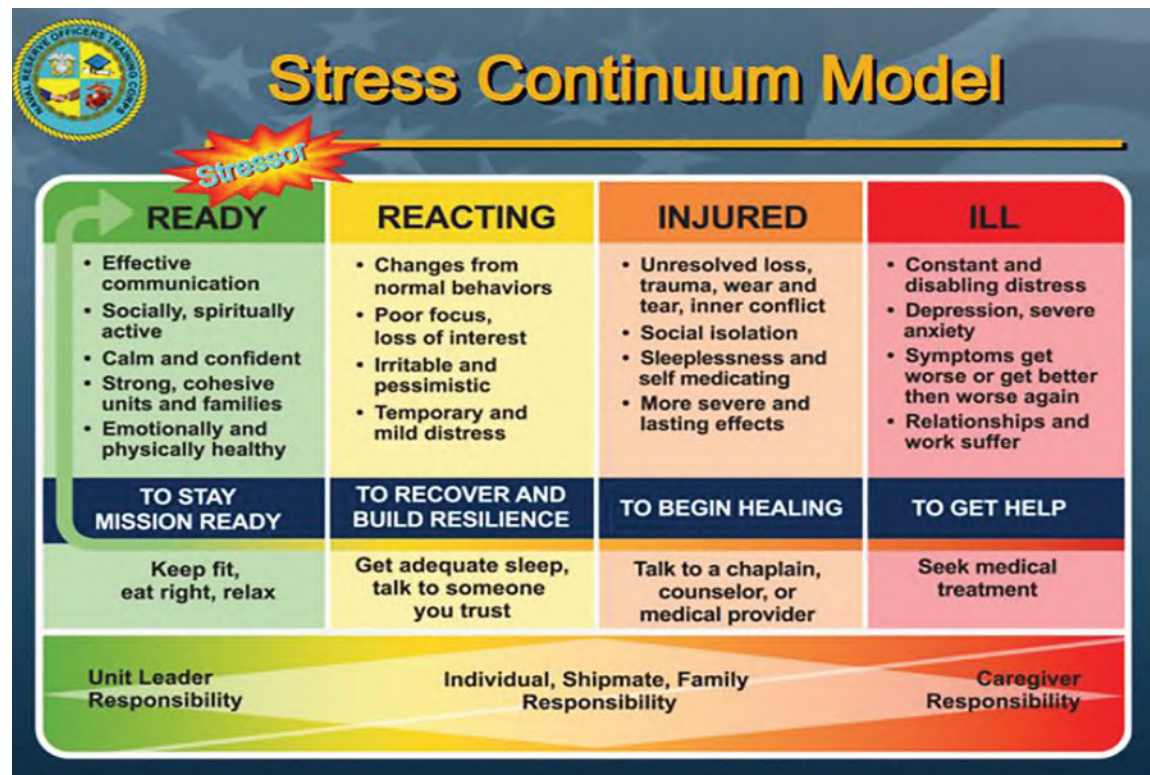 NAVAL RESERVE OFFICERS TRAINING CORPS
Stress Continuum Model
Stressor
READY
• Effective
communication
• Socially, spiritually
active
• Calm and confident
• Strong, cohesive
units and families
• Emotionally and
physically healthy
TO STAY
MISSION READY
Keep fit,
eat right, relax
REACTING
• Changes from
normal behaviors
• Poor focus,
loss of interest
• Irritable and
pessimistic
• Temporary and
mild distress
TO RECOVER AND
BUILD RESILIENCE
Get adequate sleep,
talk to someone
you trust
INJURED
• Unresolved loss,
trauma, wear and
tear, inner conflict
• Social isolation
• Sleeplessness and
self medicating
• More severe and
lasting effects
TO BEGIN HEALING
Talk to a chaplain,
counselor, or
medical provider
ILL
• Constant and
disabling distress
• Depression, severe
anxiety
• Symptoms get
worse or get better
then worse again
• Relationships and
work suffer
TO GET HELP
Seek medical
treatment
Unit Leader
Responsibility
Individual, Shipmate, Family
Responsibility
Caregiver
Responsibility